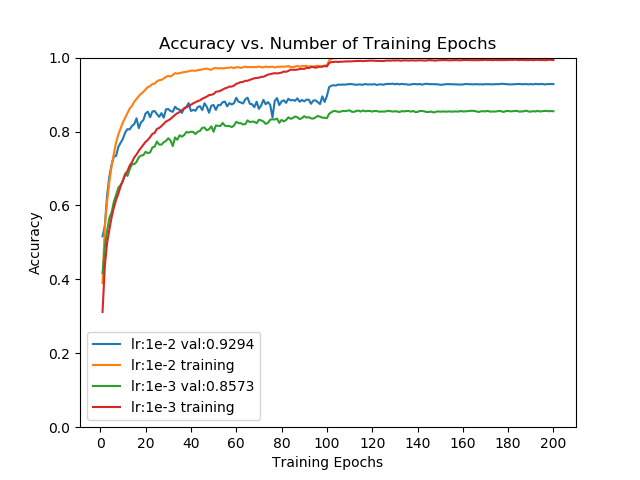 Accuracy vs. Number of Training Epochs
1.0
0.8
0.6
0.4
0.2
0.0
Accuracy
lr:1e-2 val:0.9294
lr:1e-2 training
lr:1e-3 val:0.8573
lr:1e-3 training
0 20 40 60 80 100 120 140 160 180 200
Training Epochs